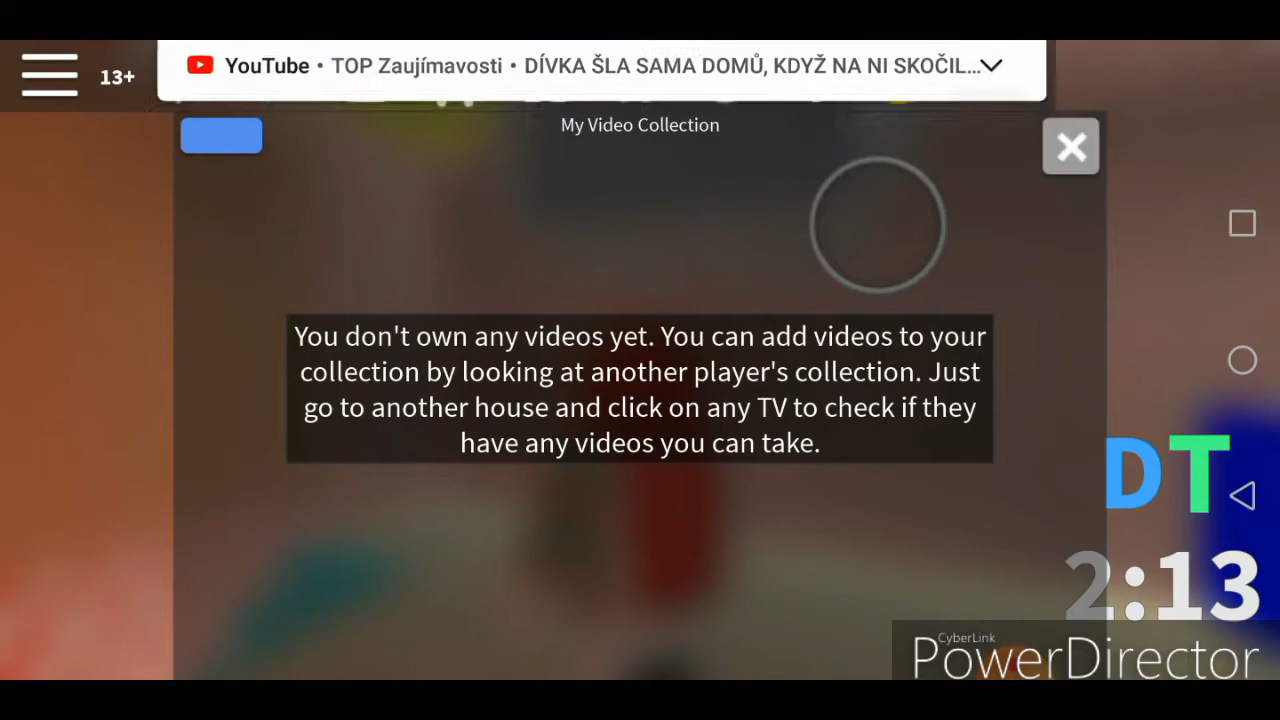 13+
YouTube • TOP Zaujímavosti • DÍVKA ŠLA SAMA DOMŮ, KDYŽ NA NI SKOČIL...
My Video Collection
You don't own any videos yet. You can add videos to your
collection by looking at another player's collection. Just
go to another house and click on any TV to check if they
have any videos you can take.
DT
2:13
CyberLink
PowerDirector